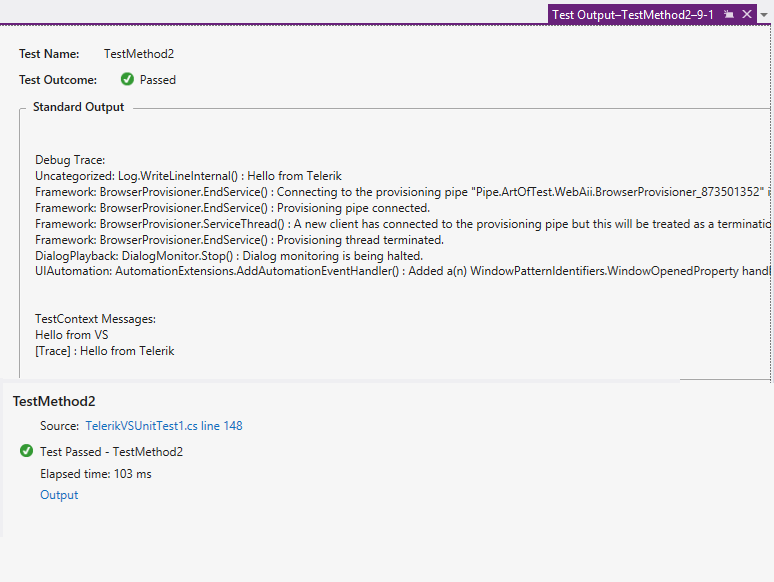 Test Output–TestMethod2–9-1
Test Name: TestMethod2
Test Outcome: Passed
Standard Output
Debug Trace:
Uncategorized: Log.WriteLineInternal() : Hello from Telerik
Framework: BrowserProvisioner.EndService() : Connecting to the provisioning pipe "Pipe.ArtOfTest.WebAii.BrowserProvisioner_873501352" i
Framework: BrowserProvisioner.EndService() : Provisioning pipe connected.
Framework: BrowserProvisioner.ServiceThread() : A new client has connected to the provisioning pipe but this will be treated as a terminatio
Framework: BrowserProvisioner.EndService() : Provisioning thread terminated.
DialogPlayback: DialogMonitor.Stop() : Dialog monitoring is being halted.
UIAutomation: AutomationExtensions.AddAutomationEventHandler() : Added a(n) WindowPatternIdentifiers.WindowOpenedProperty handl
TestContext Messages:
Hello from VS
[Trace] : Hello from Telerik
TestMethod2
Source: TelerikVSUnitTest1.cs line 148
Test Passed - TestMethod2
Elapsed time: 103 ms
Output